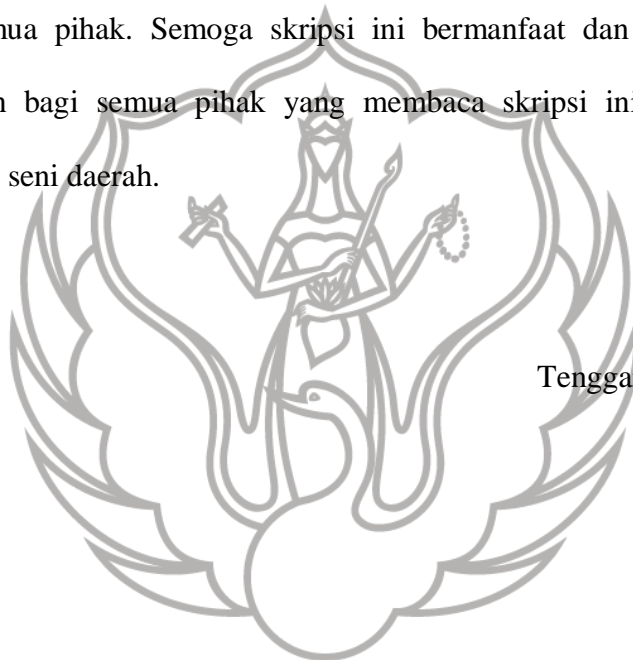 mua pihak. Semoga skripsi ini bermanfaat dan
bagi semua pihak yang membaca skripsi ini
seni daerah.
Tengga